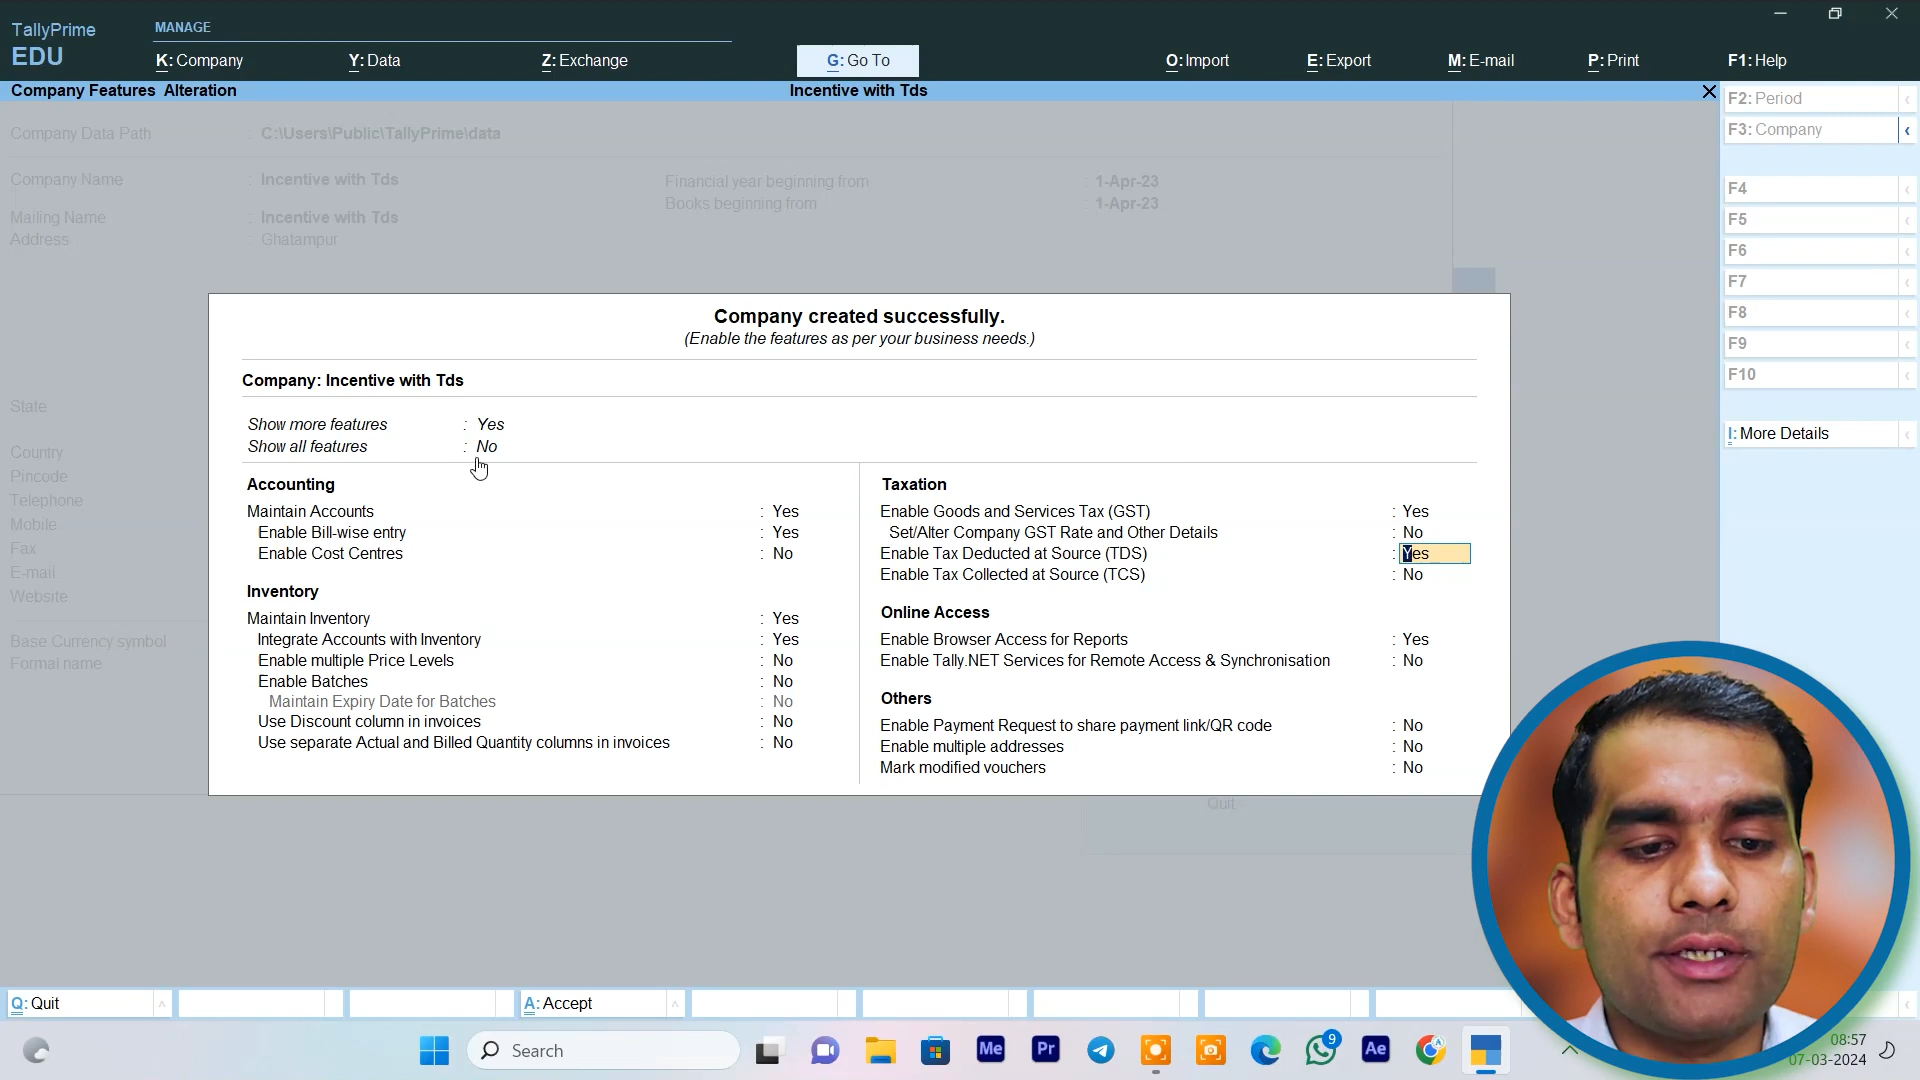 TallyPrime
EDU
MANAGE
K: Company
Y: Data
Z: Exchange
G: Go To
O: Import
E: Export
M: E-mail
P: Print
F1: Help
Company Features Alteration
Incentive with Tds
F2: Period
F3: Company
F4
F5
F6
F7
F8
F9
F10
I: More Details
Company Data Path : C:\Users\Public\TallyPrime\data
Company Name : Incentive with Tds
Financial year beginning from : 1-Apr-23
Books beginning from : 1-Apr-23
Mailing Name : Incentive with Tds
Address : Ghatampur
State
Country
Pincode
Telephone
Mobile
Fax
E-mail
Website
Base Currency symbol
Formal name
Company created successfully.
(Enable the features as per your business needs.)
Company: Incentive with Tds
Show more features : Yes
Show all features : No
Accounting
Maintain Accounts : Yes
Enable Bill-wise entry : Yes
Enable Cost Centres : No
Inventory
Maintain Inventory : Yes
Integrate Accounts with Inventory : Yes
Enable multiple Price Levels : No
Enable Batches : No
Maintain Expiry Date for Batches : No
Use Discount column in invoices : No
Use separate Actual and Billed Quantity columns in invoices : No
Taxation
Enable Goods and Services Tax (GST) : Yes
Set/Alter Company GST Rate and Other Details : No
Enable Tax Deducted at Source (TDS) : Yes
Enable Tax Collected at Source (TCS) : No
Online Access
Enable Browser Access for Reports : Yes
Enable Tally.NET Services for Remote Access & Synchronisation : No
Others
Enable Payment Request to share payment link/QR code : No
Enable multiple addresses : No
Mark modified vouchers : No
Quit
Q: Quit
A: Accept
Search
Me
Pr
9
Ae
08:57
07-03-2024